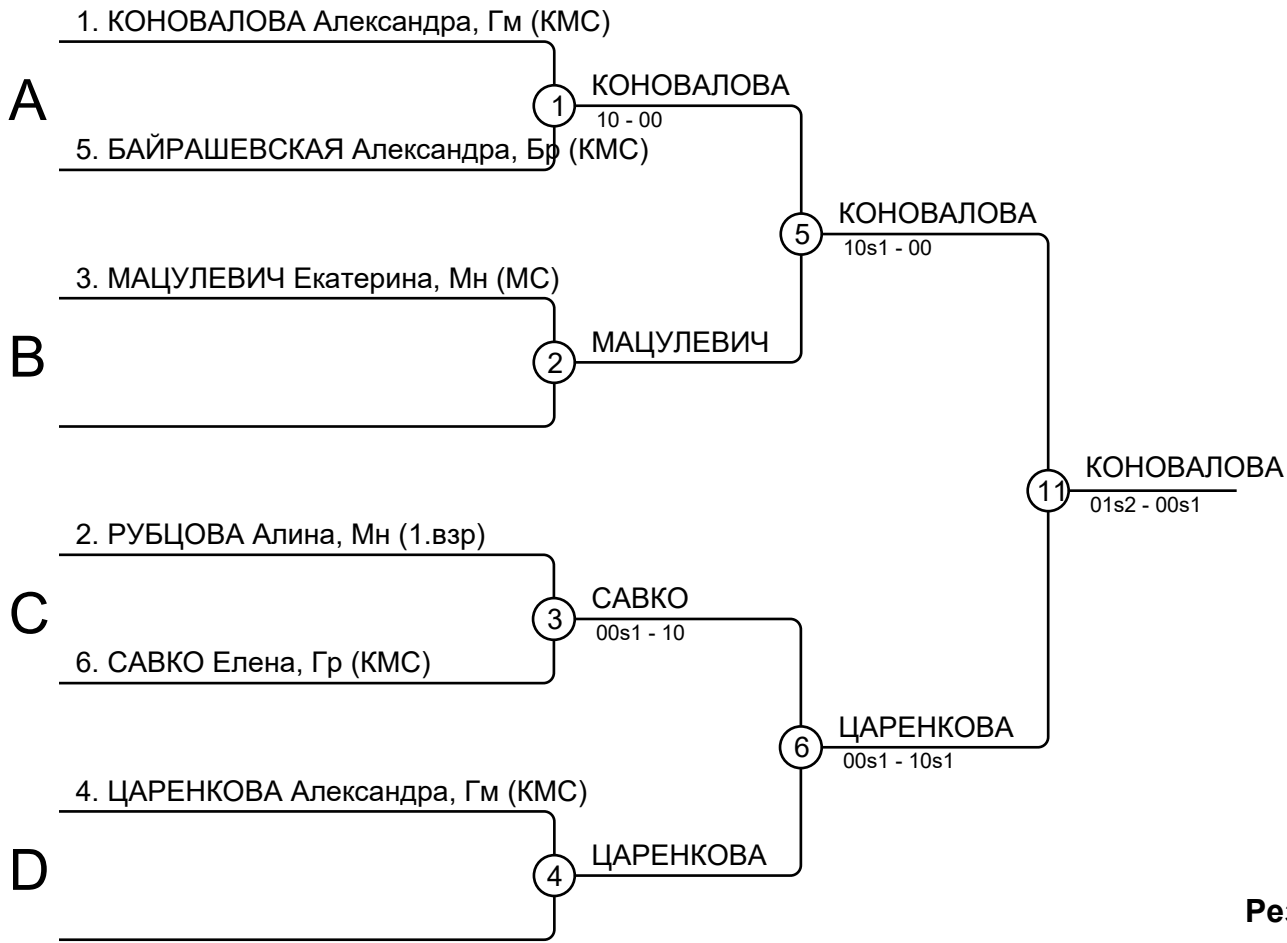 1. КОНОВАЛОВА Александра, Гм (КМС)
A
1
КОНОВАЛОВА
10 - 00
5. БАЙРАШЕВСКАЯ Александра, Бр (КМС)
5
КОНОВАЛОВА
10s1 - 00
3. МАЦУЛЕВИЧ Екатерина, Мн (МС)
B
2
МАЦУЛЕВИЧ
11
КОНОВАЛОВА
01s2 - 00s1
2. РУБЦОВА Алина, Мн (1.взр)
C
3
САВКО
00s1 - 10
6. САВКО Елена, Гр (КМС)
6
ЦАРЕНКОВА
00s1 - 10s1
4. ЦАРЕНКОВА Александра, Гм (КМС)
D
4
ЦАРЕНКОВА